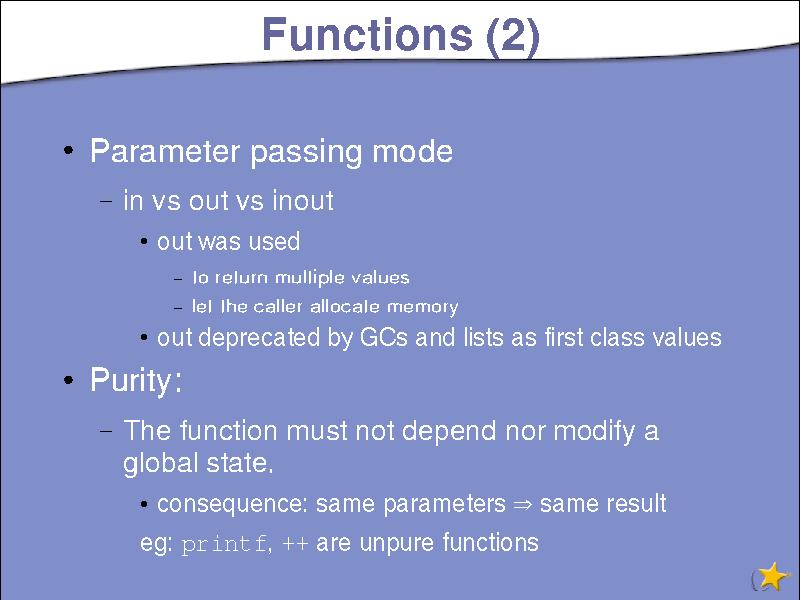 Functions (2)
• Parameter passing mode
– in vs out vs inout
• out was used
– to return multiple values
– let the caller allocate memory
• out deprecated by GCs and lists as first class values
• Purity:
– The function must not depend nor modify a
global state.
• consequence: same parameters ⇒ same result
eg: printf, ++ are unpure functions